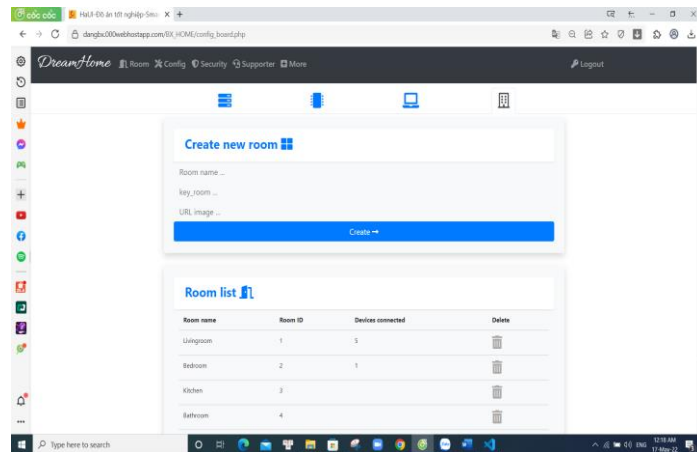 cốc cốc
HaUI-Đồ án tốt nghiệp-Sma
dangbx.000webhostapp.com/BX_HOME/config_board.php
DreamHome Room Config Security Supporter More Logout
Create new room
Room name ...
key_room ...
URL image ...
Create
Room list
Room name Room ID Devices connected Delete
Livingroom 1 5
Bedroom 2 1
Kitchen 3
Bathroom 4
Type here to search
ENG
12:18 AM
17-May-22